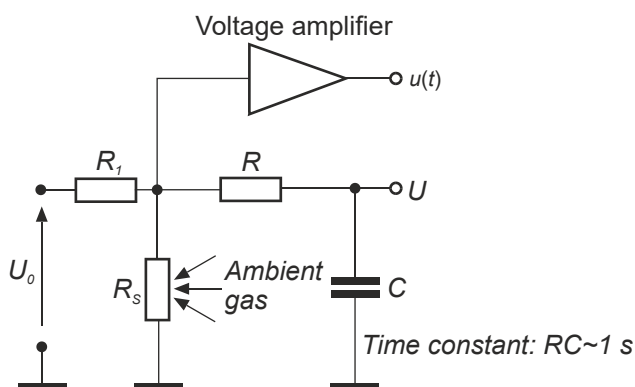 Voltage amplifier
u(t)
R₁
R
U
U₀
Rₛ
Ambient
gas
C
Time constant: RC~1 s